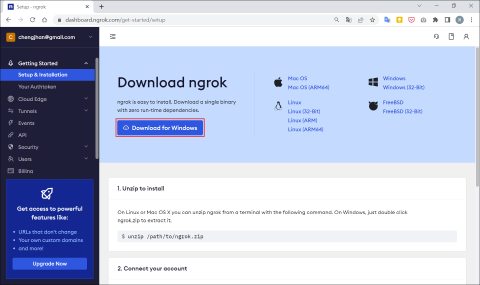 Setup - ngrok
dashboard.ngrok.com/get-started/setup
chengjhon@gmail.com
Getting Started
Setup & Installation
Your Authtoken
Cloud Edge
Tunnels
Events
API
Security
Users
Billing
Get access to powerful
features like:
URLs that don't change
Your own custom domains
and more!
Upgrade Now
Download ngrok
ngrok is easy to install. Download a single binary
with zero run-time dependencies.
Download for Windows
Mac OS
Mac OS (ARM64)
Linux
Linux (32-Bit)
Linux (ARM)
Linux (ARM64)
Windows
Windows (32-Bit)
FreeBSD
FreeBSD (32-Bit)
1. Unzip to install
On Linux or Mac OS X you can unzip ngrok from a terminal with the following command. On Windows, just double click
ngrok.zip to extract it.
$ unzip /path/to/ngrok.zip
2. Connect your account